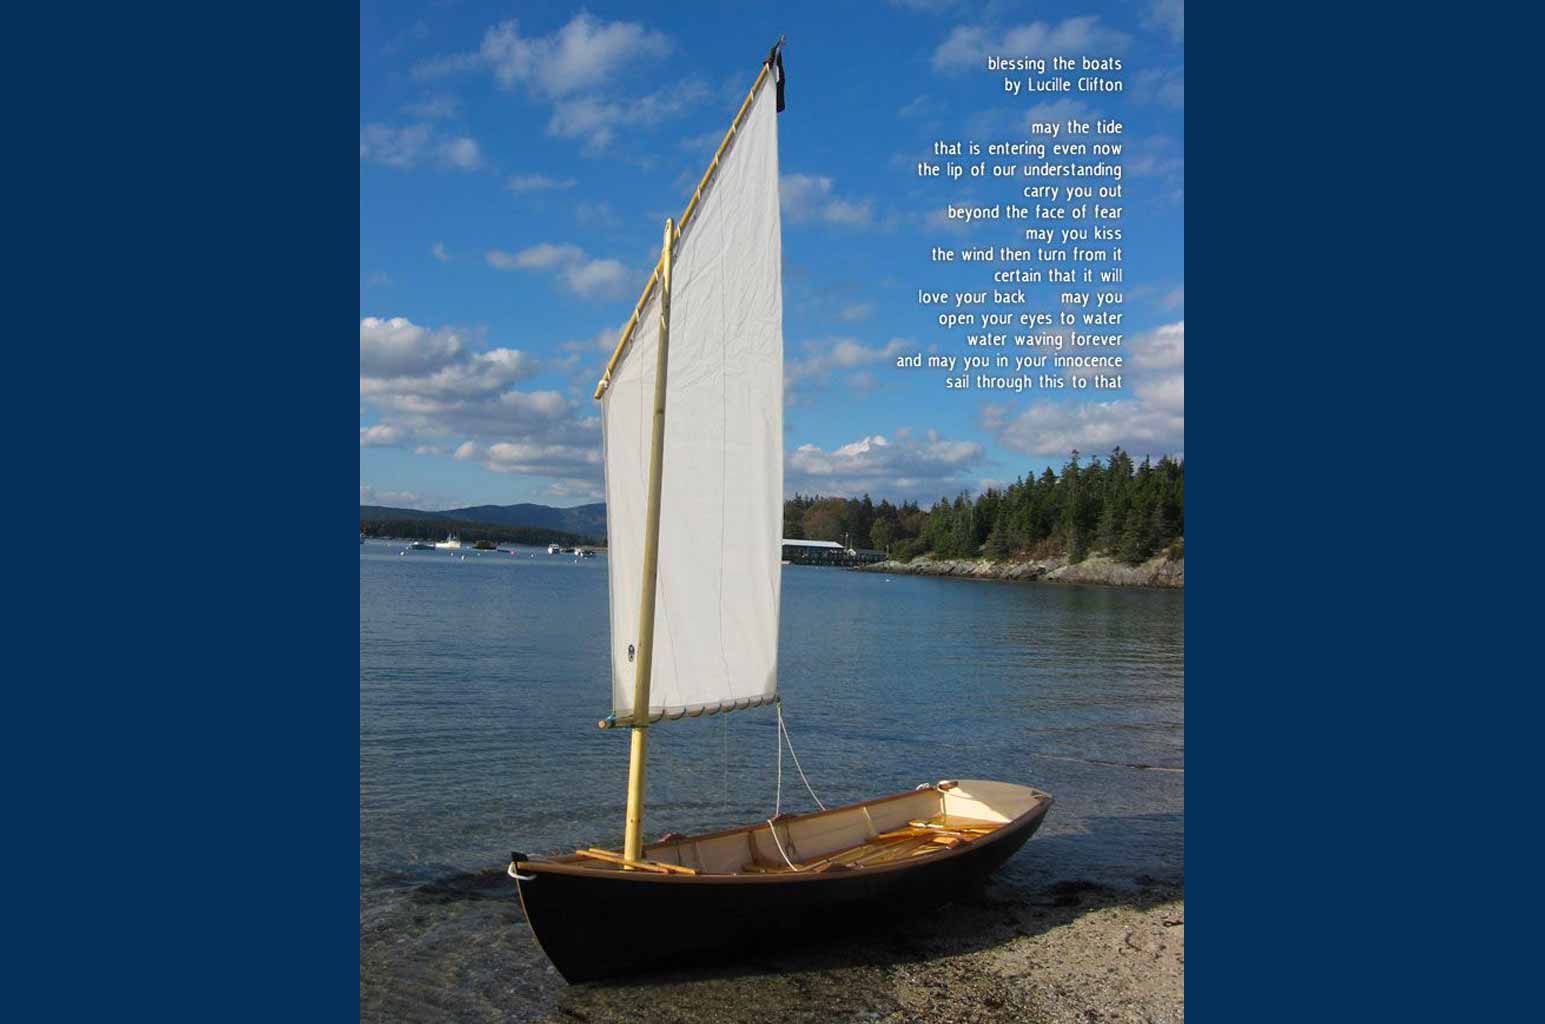 blessing the boats
by Lucille Clifton
may the tide
that is entering even now
the lip of our understanding
carry you out
beyond the face of fear
may you kiss
the wind then turn from it
certain that it will
love your back     may you
open your eyes to water
water waving forever
and may you in your innocence
sail through this to that